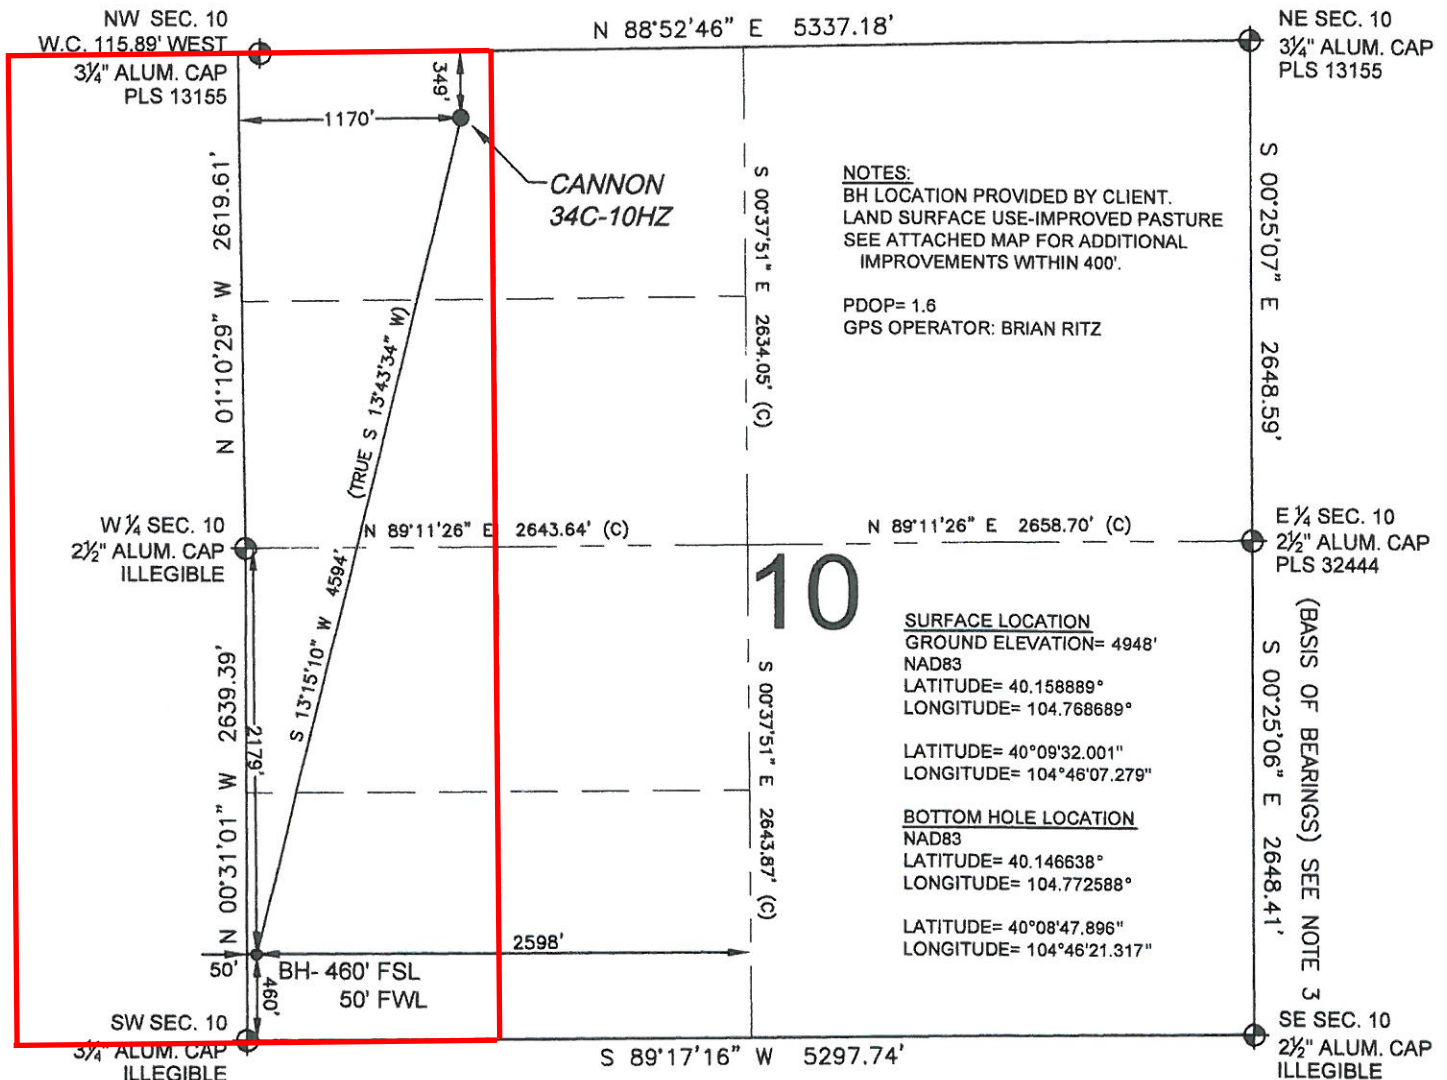 NW SEC. 10
W.C. 115.89' WEST
3¼" ALUM. CAP
PLS 13155
N 88°52'46" E 5337.18'
NE SEC. 10
3¼" ALUM. CAP
PLS 13155
349'
1170'
CANNON
34C-10HZ
N 01°10'29" W 2619.61'
S 00°37'51" E 2634.05' (C)
NOTES:
BH LOCATION PROVIDED BY CLIENT.
LAND SURFACE USE-IMPROVED PASTURE
SEE ATTACHED MAP FOR ADDITIONAL
IMPROVEMENTS WITHIN 400'.
PDOP= 1.6
GPS OPERATOR: BRIAN RITZ
S 00°25'07" E 2648.59'
(TRUE S 13°43'34" W)
S 13°15'10" W 4594'
W ¼ SEC. 10
2½" ALUM. CAP
ILLEGIBLE
N 89°11'26" E 2643.64' (C)
N 89°11'26" E 2658.70' (C)
E ¼ SEC. 10
2½" ALUM. CAP
PLS 32444
10
N 00°31'01" W 2639.39'
2179'
S 00°37'51" E 2643.87' (C)
SURFACE LOCATION
GROUND ELEVATION= 4948'
NAD83
LATITUDE= 40.158889°
LONGITUDE= 104.768689°
LATITUDE= 40°09'32.001"
LONGITUDE= 104°46'07.279"
BOTTOM HOLE LOCATION
NAD83
LATITUDE= 40.146638°
LONGITUDE= 104.772588°
LATITUDE= 40°08'47.896"
LONGITUDE= 104°46'21.317"
S 00°25'06" E 2648.41'
(BASIS OF BEARINGS) SEE NOTE 3
2598'
50'
BH- 460' FSL
50' FWL
460'
SW SEC. 10
3¼" ALUM. CAP
ILLEGIBLE
S 89°17'16" W 5297.74'
SE SEC. 10
2½" ALUM. CAP
ILLEGIBLE